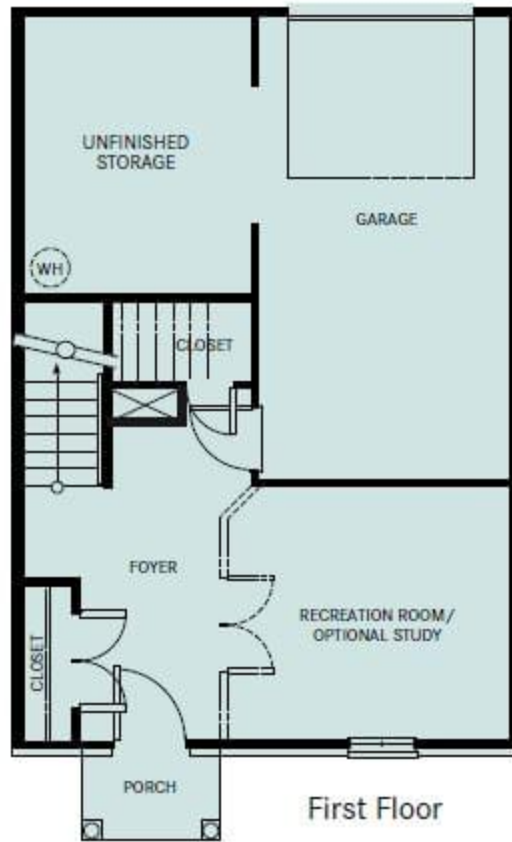 UNFINISHED
STORAGE
GARAGE
WH
CLOSET
FOYER
RECREATION ROOM/
OPTIONAL STUDY
CLOSET
PORCH
First Floor